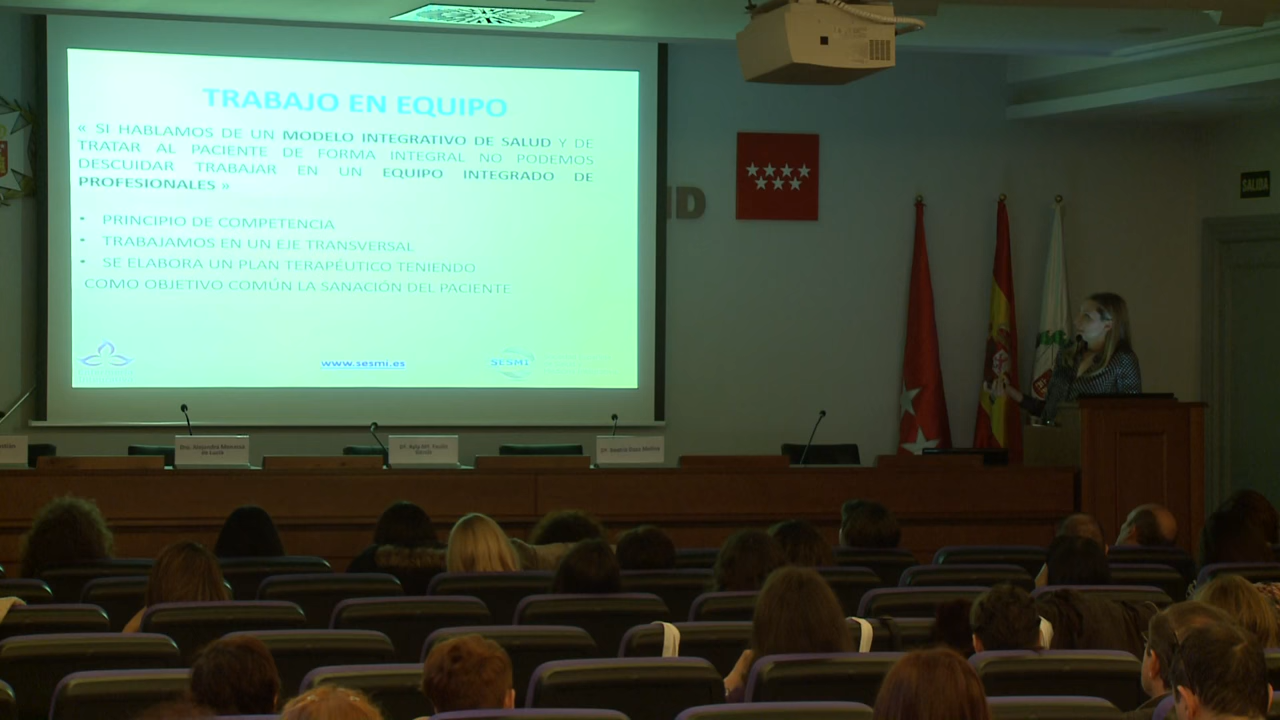 TRABAJO EN EQUIPO
« SI HABLAMOS DE UN MODELO INTEGRATIVO DE SALUD Y DE
TRATAR AL PACIENTE DE FORMA INTEGRAL NO PODEMOS
DESCUIDAR TRABAJAR EN UN EQUIPO INTEGRADO DE
PROFESIONALES »
• PRINCIPIO DE COMPETENCIA
• TRABAJAMOS EN UN EJE TRANSVERSAL
• SE ELABORA UN PLAN TERAPÉUTICO TENIENDO
COMO OBJETIVO COMÚN LA SANACIÓN DEL PACIENTE
www.sesmi.es
SESMI
ID
SALIDA